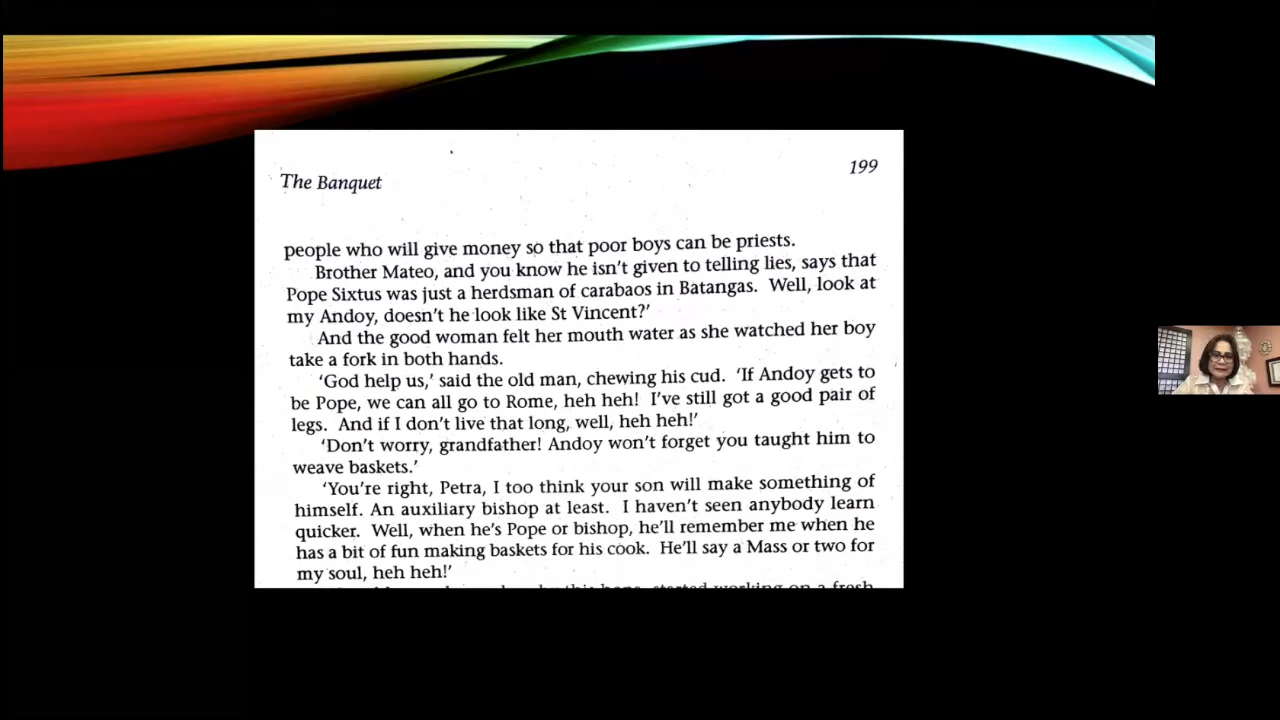 The Banquet
199
people who will give money so that poor boys can be priests.
Brother Mateo, and you know he isn't given to telling lies, says that
Pope Sixtus was just a herdsman of carabaos in Batangas. Well, look at
my Andoy, doesn't he look like St Vincent?'
And the good woman felt her mouth water as she watched her boy
take a fork in both hands.
'God help us,' said the old man, chewing his cud. 'If Andoy gets to
be Pope, we can all go to Rome, heh heh! I've still got a good pair of
legs. And if I don't live that long, well, heh heh!'
'Don't worry, grandfather! Andoy won't forget you taught him to
weave baskets.'
'You're right, Petra, I too think your son will make something of
himself. An auxiliary bishop at least. I haven't seen anybody learn
quicker. Well, when he's Pope or bishop, he'll remember me when he
has a bit of fun making baskets for his cook. He'll say a Mass or two for
my soul, heh heh!'
started working on a fresh